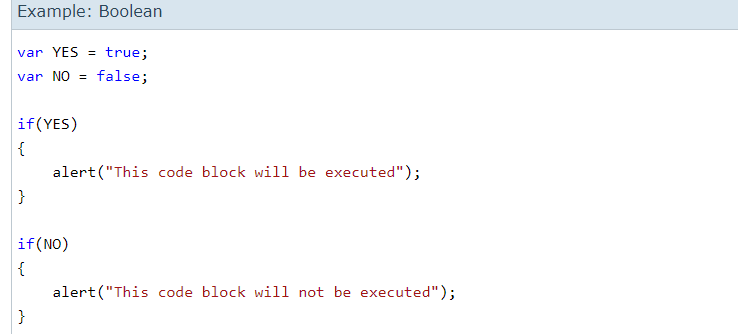 Example: Boolean
var YES = true;
var NO = false;
if(YES)
{
    alert("This code block will be executed");
}
if(NO)
{
    alert("This code block will not be executed");
}